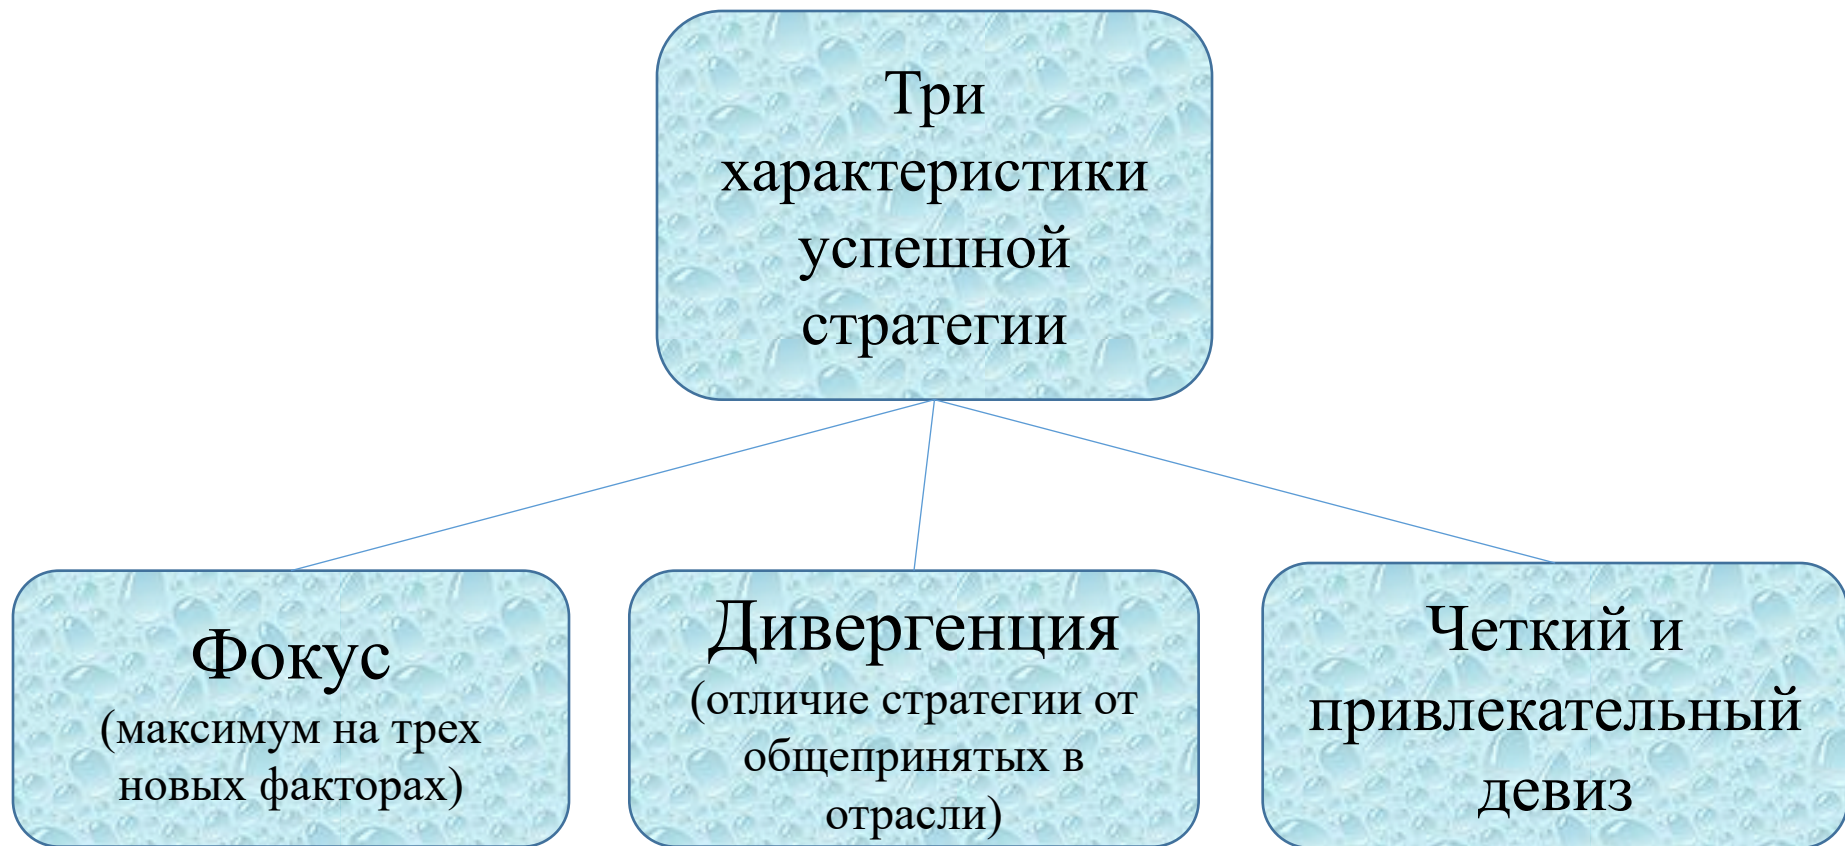 Три
характеристики
успешной
стратегии
Фокус
(максимум на трех
новых факторах)
Дивергенция
(отличие стратегии от
общепринятых в
отрасли)
Четкий и
привлекательный
девиз